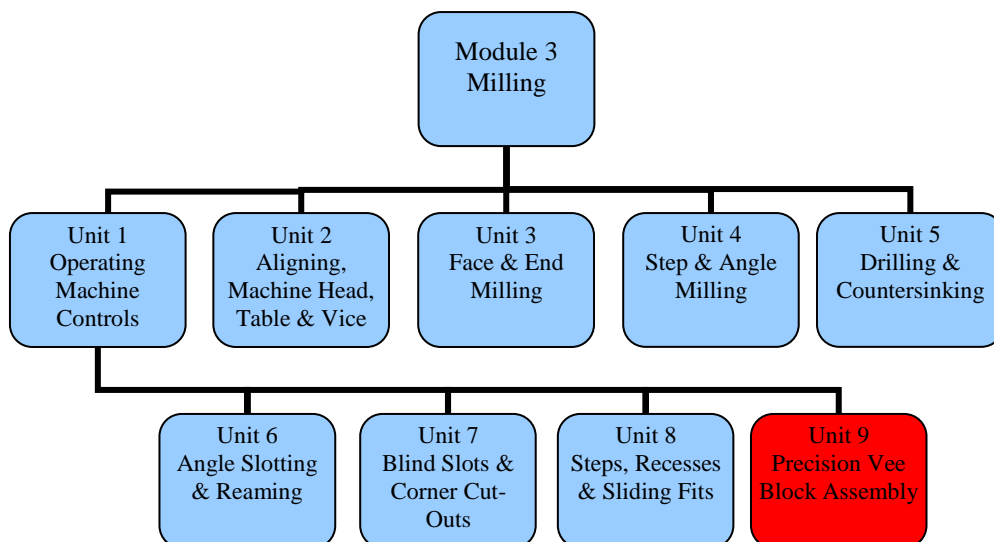 Module 3
Milling
Unit 1
Operating
Machine
Controls
Unit 2
Aligning,
Machine Head,
Table & Vice
Unit 3
Face & End
Milling
Unit 4
Step & Angle
Milling
Unit 5
Drilling &
Countersinking
Unit 6
Angle Slotting
& Reaming
Unit 7
Blind Slots &
Corner Cut-
Outs
Unit 8
Steps, Recesses
& Sliding Fits
Unit 9
Precision Vee
Block Assembly